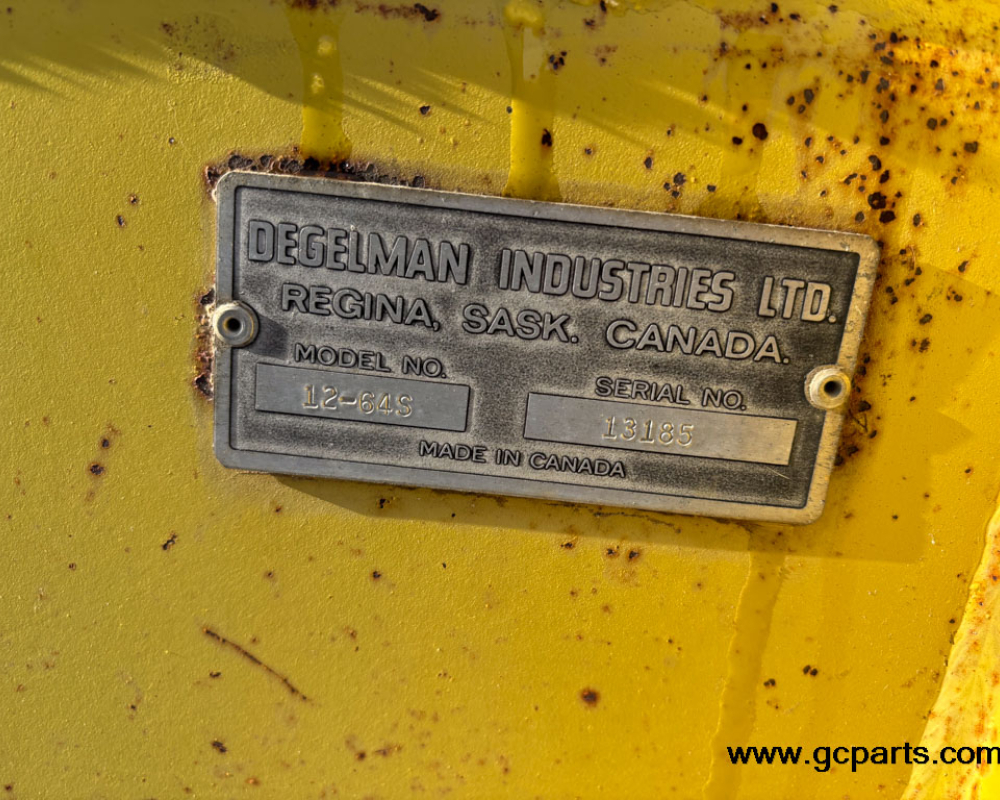 DEGELMAN INDUSTRIES LTD.
REGINA, SASK. CANADA.
MODEL NO.
12-64S
SERIAL NO.
13185
MADE IN CANADA
www.gcparts.com